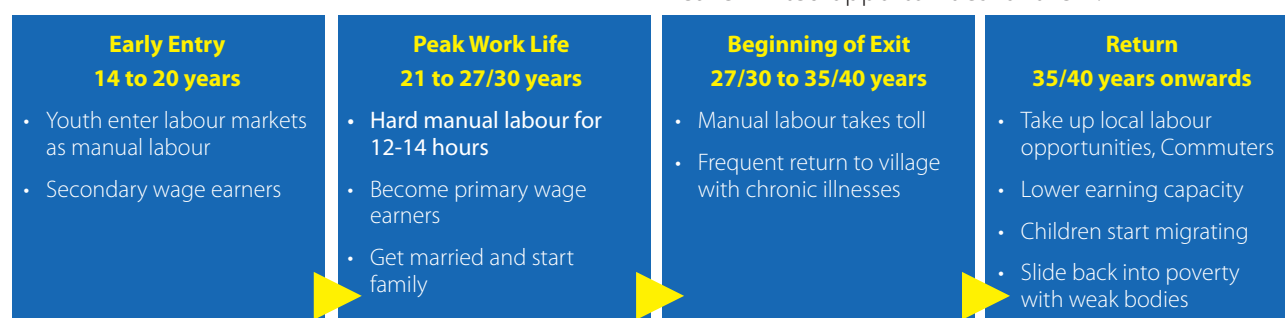 Early Entry
14 to 20 years
• Youth enter labour markets
as manual labour
• Secondary wage earners
Peak Work Life
21 to 27/30 years
• Hard manual labour for
12-14 hours
• Become primary wage
earners
• Get married and start
family
Beginning of Exit
27/30 to 35/40 years
• Manual labour takes toll
• Frequent return to village
with chronic illnesses
Return
35/40 years onwards
• Take up local labour
opportunities, Commuters
• Lower earning capacity
• Children start migrating
• Slide back into poverty
with weak bodies